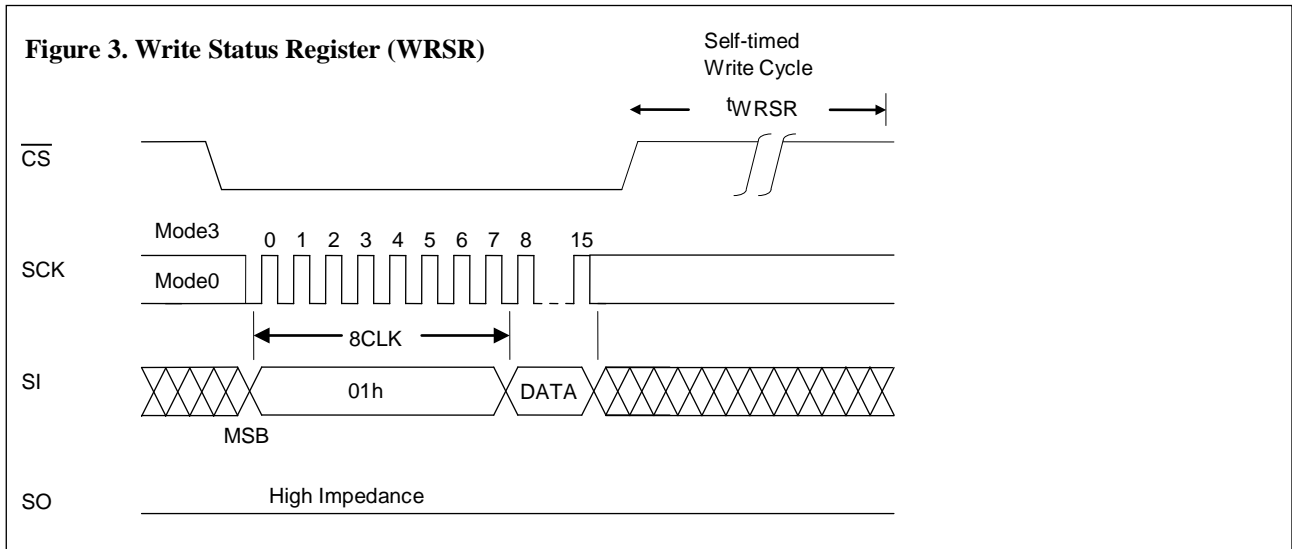 Figure 3. Write Status Register (WRSR)
Self-timed
Write Cycle
tWRSR
CS
Mode3
0 1 2 3 4 5 6 7 8 15
SCK
Mode0
8CLK
SI
01h
DATA
MSB
High Impedance
SO